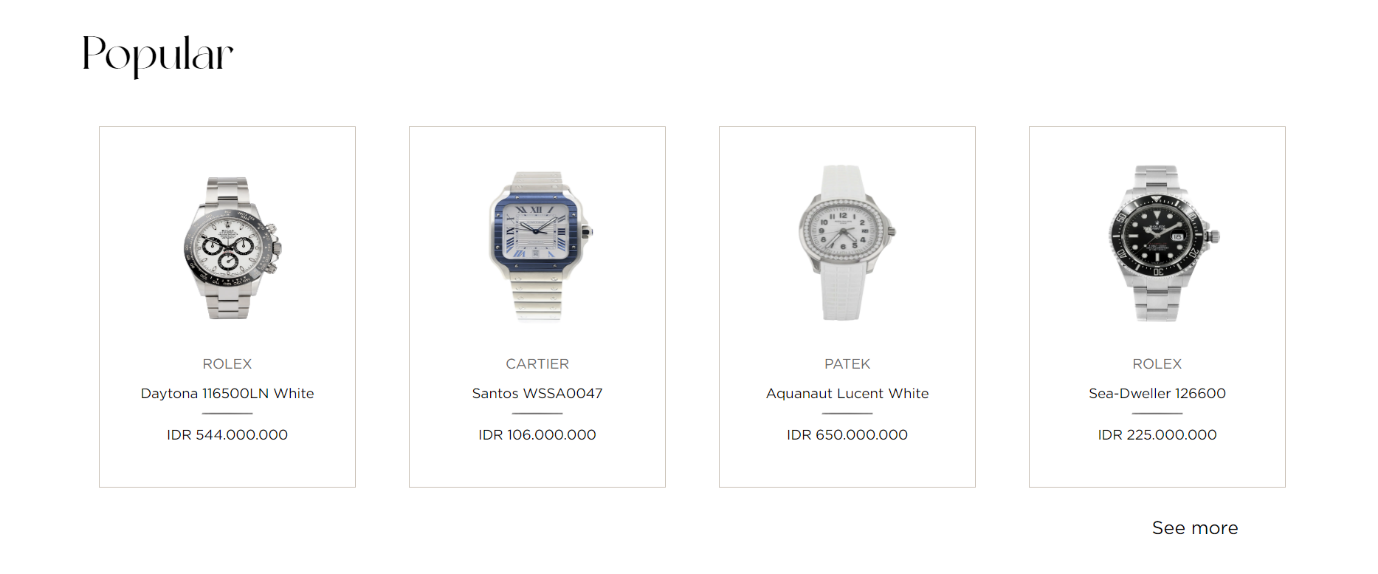 Popular
ROLEX
Daytona 116500LN White
IDR 544.000.000
CARTIER
Santos WSSA0047
IDR 106.000.000
PATEK
Aquanaut Lucent White
IDR 650.000.000
ROLEX
Sea-Dweller 126600
IDR 225.000.000
See more